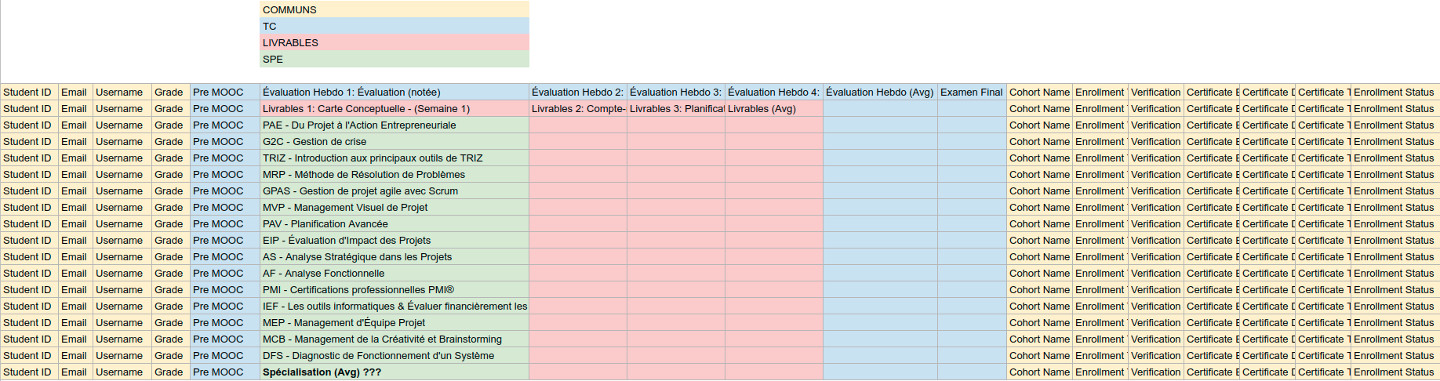 COMMUNS
TC
LIVRABLES
SPE
Student ID Email Username Grade Pre MOOC Évaluation Hebdo 1: Évaluation (notée) Évaluation Hebdo 2: Évaluation Hebdo 3: Évaluation Hebdo 4: Évaluation Hebdo (Avg) Examen Final Cohort Name Enrollment Verification Certificate E Certificate D Certificate T Enrollment Status
Student ID Email Username Grade Pre MOOC Livrables 1: Carte Conceptuelle - (Semaine 1) Livrables 2: Compte- Livrables 3: Planificat Livrables (Avg) Cohort Name Enrollment Verification Certificate E Certificate D Certificate T Enrollment Status
Student ID Email Username Grade Pre MOOC PAE - Du Projet à l'Action Entrepreneuriale Cohort Name Enrollment Verification Certificate E Certificate D Certificate T Enrollment Status
Student ID Email Username Grade Pre MOOC G2C - Gestion de crise Cohort Name Enrollment Verification Certificate E Certificate D Certificate T Enrollment Status
Student ID Email Username Grade Pre MOOC TRIZ - Introduction aux principaux outils de TRIZ Cohort Name Enrollment Verification Certificate E Certificate D Certificate T Enrollment Status
Student ID Email Username Grade Pre MOOC MRP - Méthode de Résolution de Problèmes Cohort Name Enrollment Verification Certificate E Certificate D Certificate T Enrollment Status
Student ID Email Username Grade Pre MOOC GPAS - Gestion de projet agile avec Scrum Cohort Name Enrollment Verification Certificate E Certificate D Certificate T Enrollment Status
Student ID Email Username Grade Pre MOOC MVP - Management Visuel de Projet Cohort Name Enrollment Verification Certificate E Certificate D Certificate T Enrollment Status
Student ID Email Username Grade Pre MOOC PAV - Planification Avancée Cohort Name Enrollment Verification Certificate E Certificate D Certificate T Enrollment Status
Student ID Email Username Grade Pre MOOC EIP - Évaluation d'Impact des Projets Cohort Name Enrollment Verification Certificate E Certificate D Certificate T Enrollment Status
Student ID Email Username Grade Pre MOOC AS - Analyse Stratégique dans les Projets Cohort Name Enrollment Verification Certificate E Certificate D Certificate T Enrollment Status
Student ID Email Username Grade Pre MOOC AF - Analyse Fonctionnelle Cohort Name Enrollment Verification Certificate E Certificate D Certificate T Enrollment Status
Student ID Email Username Grade Pre MOOC PMI - Certifications professionnelles PMI® Cohort Name Enrollment Verification Certificate E Certificate D Certificate T Enrollment Status
Student ID Email Username Grade Pre MOOC IEF - Les outils informatiques & Évaluer financièrement les Cohort Name Enrollment Verification Certificate E Certificate D Certificate T Enrollment Status
Student ID Email Username Grade Pre MOOC MEP - Management d'Équipe Projet Cohort Name Enrollment Verification Certificate E Certificate D Certificate T Enrollment Status
Student ID Email Username Grade Pre MOOC MCB - Management de la Créativité et Brainstorming Cohort Name Enrollment Verification Certificate E Certificate D Certificate T Enrollment Status
Student ID Email Username Grade Pre MOOC DFS - Diagnostic de Fonctionnement d'un Système Cohort Name Enrollment Verification Certificate E Certificate D Certificate T Enrollment Status
Student ID Email Username Grade Pre MOOC Spécialisation (Avg) ??? Cohort Name Enrollment Verification Certificate E Certificate D Certificate T Enrollment Status